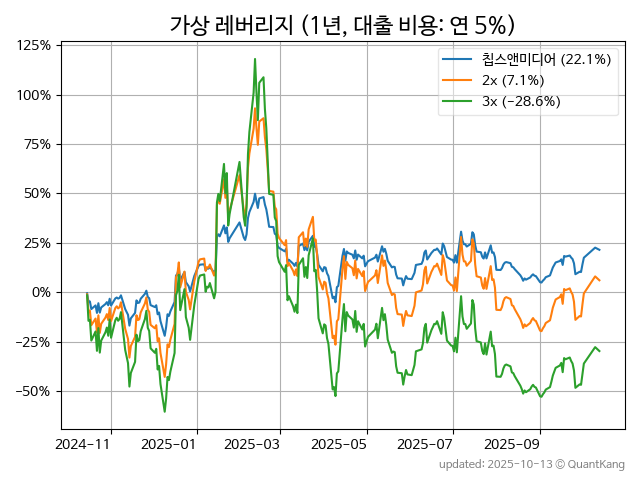 가상 레버리지 (1년, 대출 비용: 연 5%)
125%
100%
75%
50%
25%
0%
−25%
−50%
칩스앤미디어 (22.1%)
2x (7.1%)
3x (−28.6%)
2024-11
2025-01
2025-03
2025-05
2025-07
2025-09
updated: 2025-10-13 © QuantKang